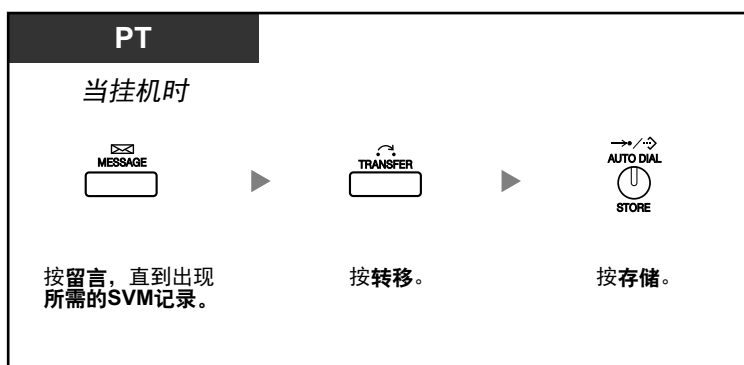 PT
当挂机时
MESSAGE
TRANSFER
AUTO DIAL
STORE
按留言，直到出现
所需的SVM记录。
按转移。
按存储。